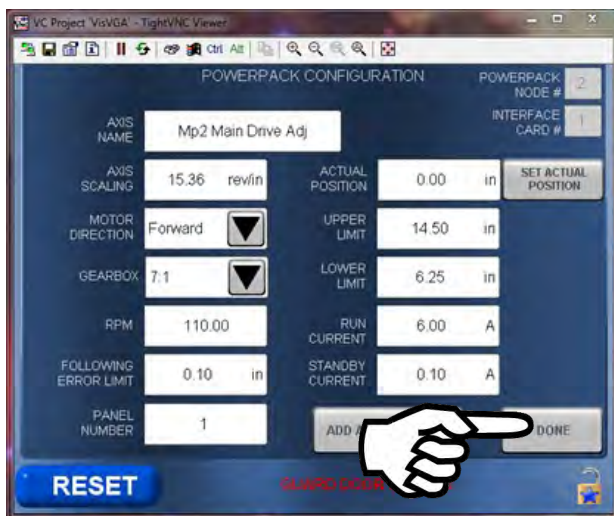 VC Project 'VisVGA' - TightVNC Viewer
Ctrl Alt
POWERPACK CONFIGURATION
POWERPACK
NODE #
2
INTERFACE
CARD #
1
AXIS
NAME
Mp2 Main Drive Adj
AXIS
SCALING
15.36 rev/in
ACTUAL
POSITION
0.00 in
SET ACTUAL
POSITION
MOTOR
DIRECTION
Forward
UPPER
LIMIT
14.50 in
GEARBOX
7:1
LOWER
LIMIT
6.25 in
RPM
110.00
RUN
CURRENT
6.00 A
FOLLOWING
ERROR LIMIT
0.10 in
STANDBY
CURRENT
0.10 A
PANEL
NUMBER
1
ADD
DONE
RESET
GUARD DOOR